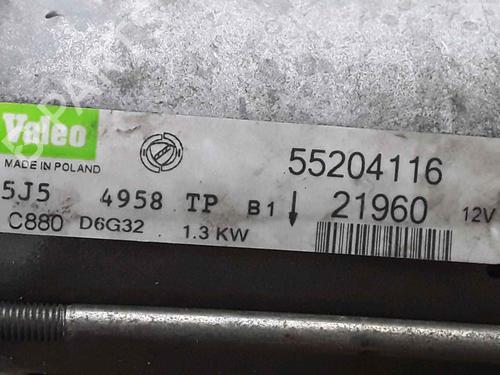 Valeo
MADE IN POLAND
55204116
5J5 4958 TP B1 21960 12V
C880 D6G32 1.3 KW